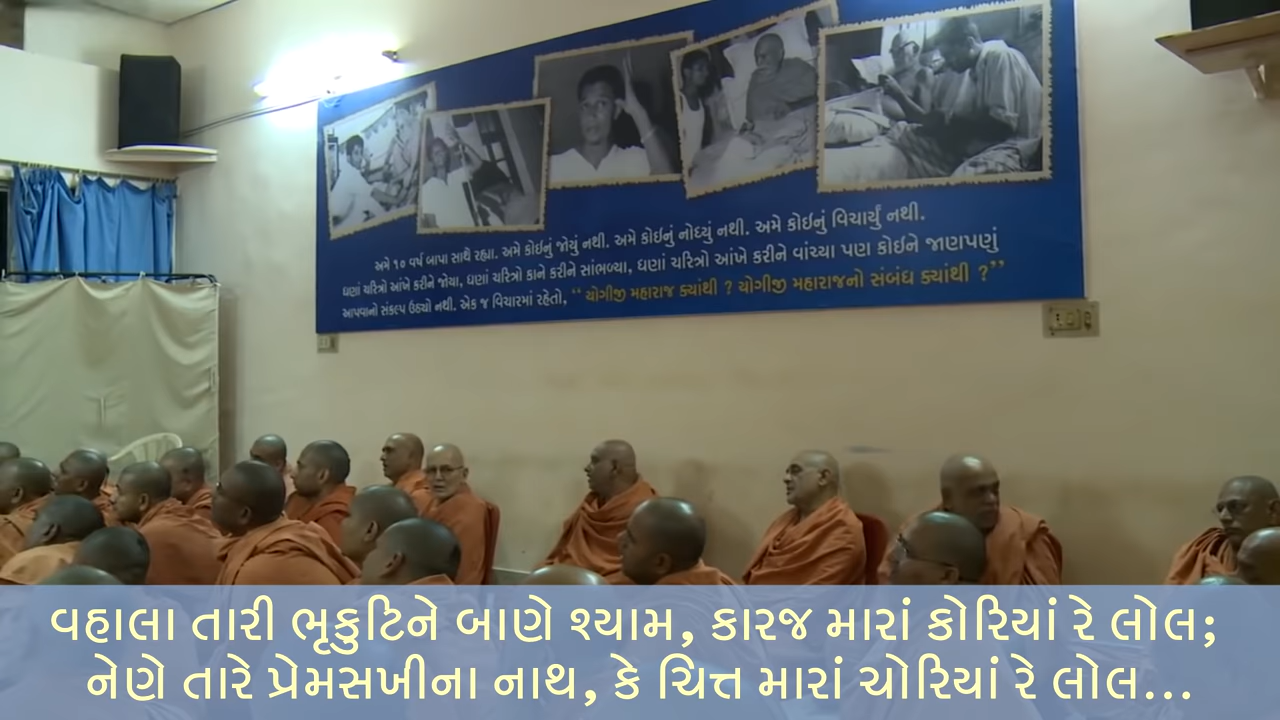 અમે ૧૦ વર્ષ બાપા સાથે રહ્યા. અમે કોઈનું જોયું નથી. અમે કોઈનું નોધ્યું નથી. અમે કોઈનું વિચાર્યું નથી.
ઘણાં ચરિત્રો આંખે કરીને જોયા, ઘણાં ચરિત્રો કાને કરીને સાંભળ્યા, ઘણાં ચરિત્રો આંખે કરીને વાંચ્યા પણ કોઈને જાણપણું
આપવાનો સંકલ્પ ઉઠ્યો નથી. એક જ વિચારમાં રહેતો, “ યોગીજી મહારાજ ક્યાંથી ? યોગીજી મહારાજનો સંબંધ ક્યાંથી ? ”
વહાલા તારી ભૃકુટિને બાણે શ્યામ, કારજ મારાં કોરિયાં રે લોલ;
નેણે તારે પ્રેમસખીના નાથ, કે ચિત્ત મારાં ચોરિયાં રે લોલ...